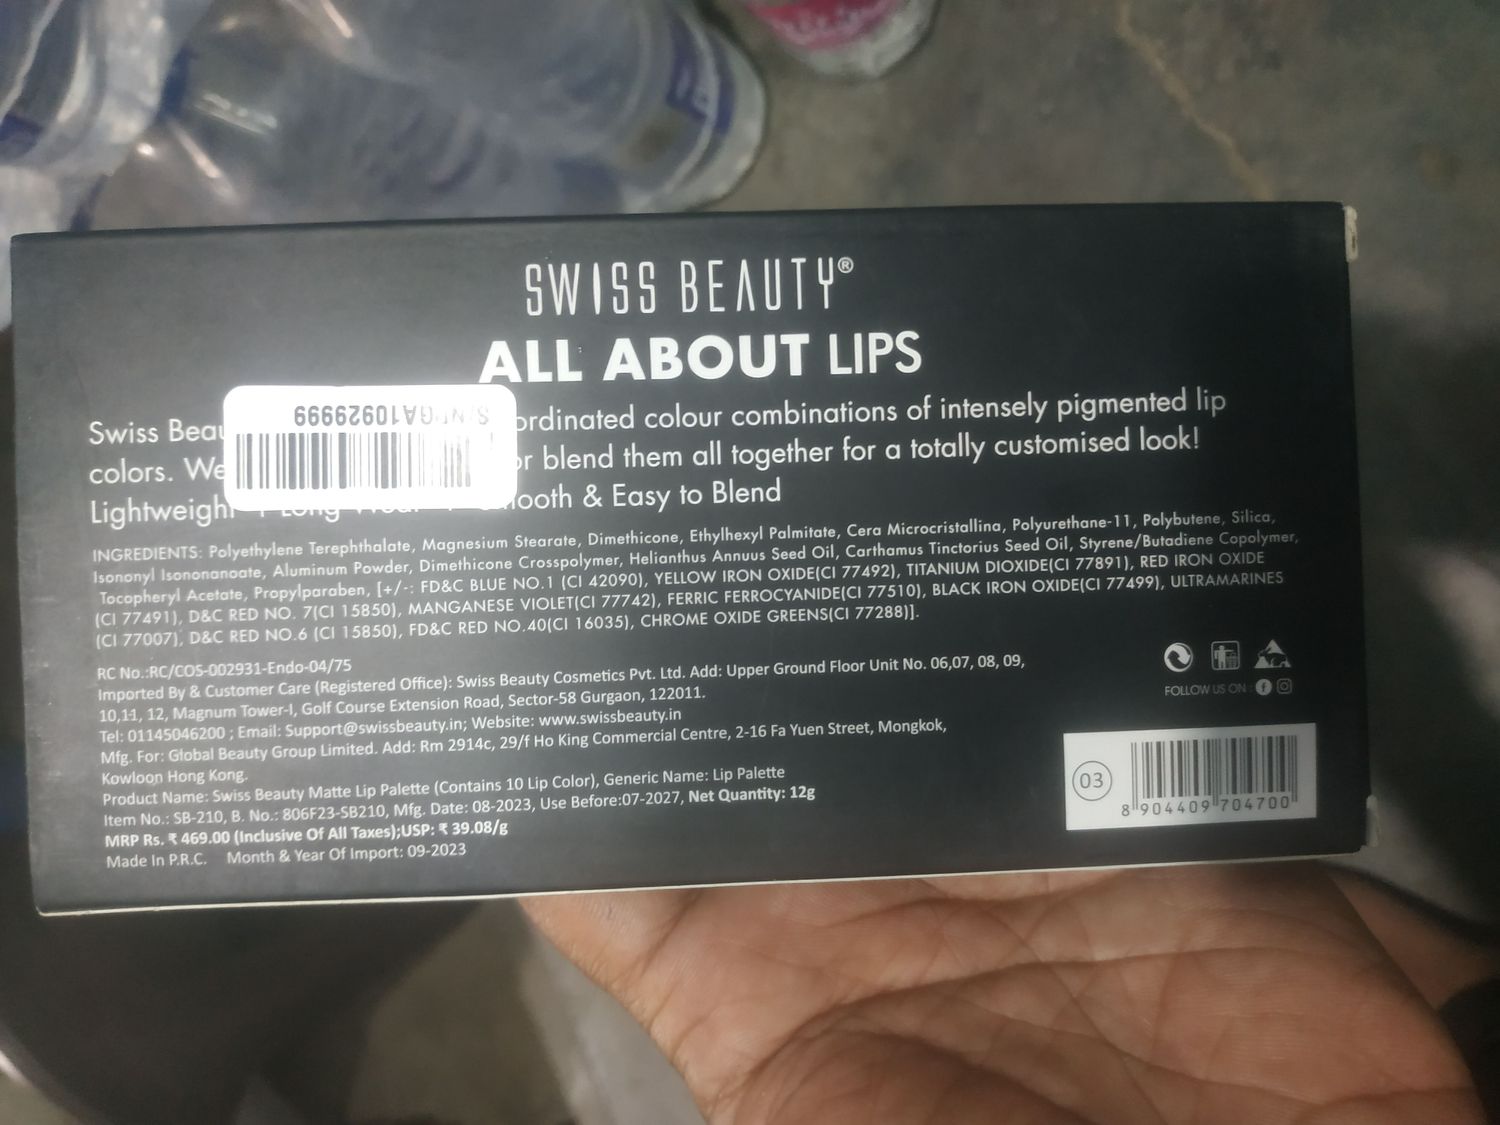 SWISS BEAUTY®
ALL ABOUT LIPS
S/N: GA10929999
Swiss Beau ordinated colour combinations of intensely pigmented lip
colors. We or blend them all together for a totally customised look!
Lightweight | Long Wear | Smooth & Easy to Blend
INGREDIENTS: Polyethylene Terephthalate, Magnesium Stearate, Dimethicone, Ethylhexyl Palmitate, Cera Microcristallina, Polyurethane-11, Polybutene, Silica,
Isononyl Isononanoate, Aluminum Powder, Dimethicone Crosspolymer, Helianthus Annuus Seed Oil, Carthamus Tinctorius Seed Oil, Styrene/Butadiene Copolymer,
Tocopheryl Acetate, Propylparaben, [+/-: FD&C BLUE NO.1 (CI 42090), YELLOW IRON OXIDE(CI 77492), TITANIUM DIOXIDE(CI 77891), RED IRON OXIDE
(CI 77491), D&C RED NO. 7(CI 15850), MANGANESE VIOLET(CI 77742), FERRIC FERROCYANIDE(CI 77510), BLACK IRON OXIDE(CI 77499), ULTRAMARINES
(CI 77007), D&C RED NO.6 (CI 15850), FD&C RED NO.40(CI 16035), CHROME OXIDE GREENS(CI 77288)].
RC No.:RC/COS-002931-Endo-04/75
Imported By & Customer Care (Registered Office): Swiss Beauty Cosmetics Pvt. Ltd. Add: Upper Ground Floor Unit No. 06,07, 08, 09,
10,11, 12, Magnum Tower-I, Golf Course Extension Road, Sector-58 Gurgaon, 122011.
Tel: 01145046200 ; Email: Support@swissbeauty.in; Website: www.swissbeauty.in
Mfg. For: Global Beauty Group Limited. Add: Rm 2914c, 29/f Ho King Commercial Centre, 2-16 Fa Yuen Street, Mongkok,
Kowloon Hong Kong.
Product Name: Swiss Beauty Matte Lip Palette (Contains 10 Lip Color), Generic Name: Lip Palette
Item No.: SB-210, B. No.: 806F23-SB210, Mfg. Date: 08-2023, Use Before:07-2027, Net Quantity: 12g
MRP Rs. ₹ 469.00 (Inclusive Of All Taxes);USP: ₹ 39.08/g
Made In P.R.C. Month & Year Of Import: 09-2023
FOLLOW US ON :
03
8 904409 704700